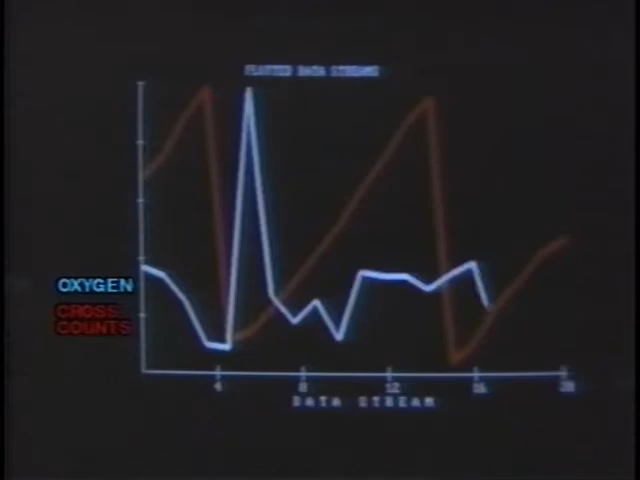 PLOTTED DATA STREAMS
OXYGEN
CROSS
COUNTS
4 8 12 16 20
DATA STREAM